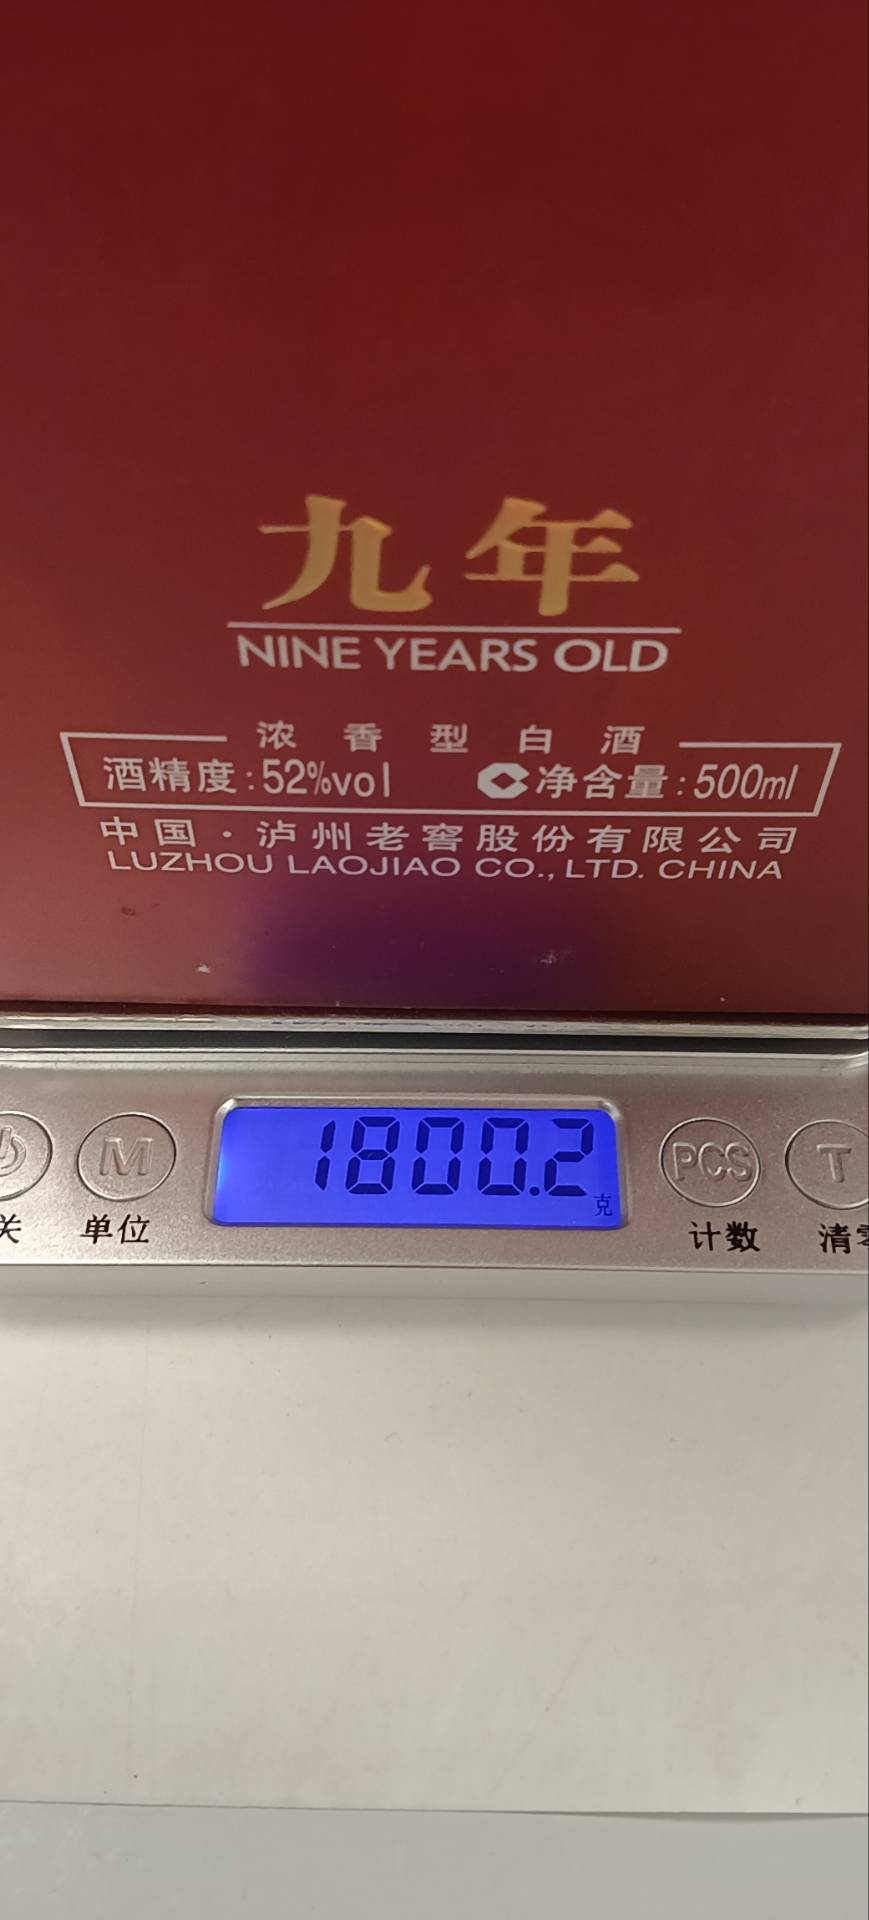 九年
NINE YEARS OLD
浓香型白酒
酒精度:52%vol 净含量:500ml
中国·泸州老窖股份有限公司
LUZHOU LAOJIAO CO., LTD. CHINA
1800.2
克
M PCS T
关 单位 计数 清